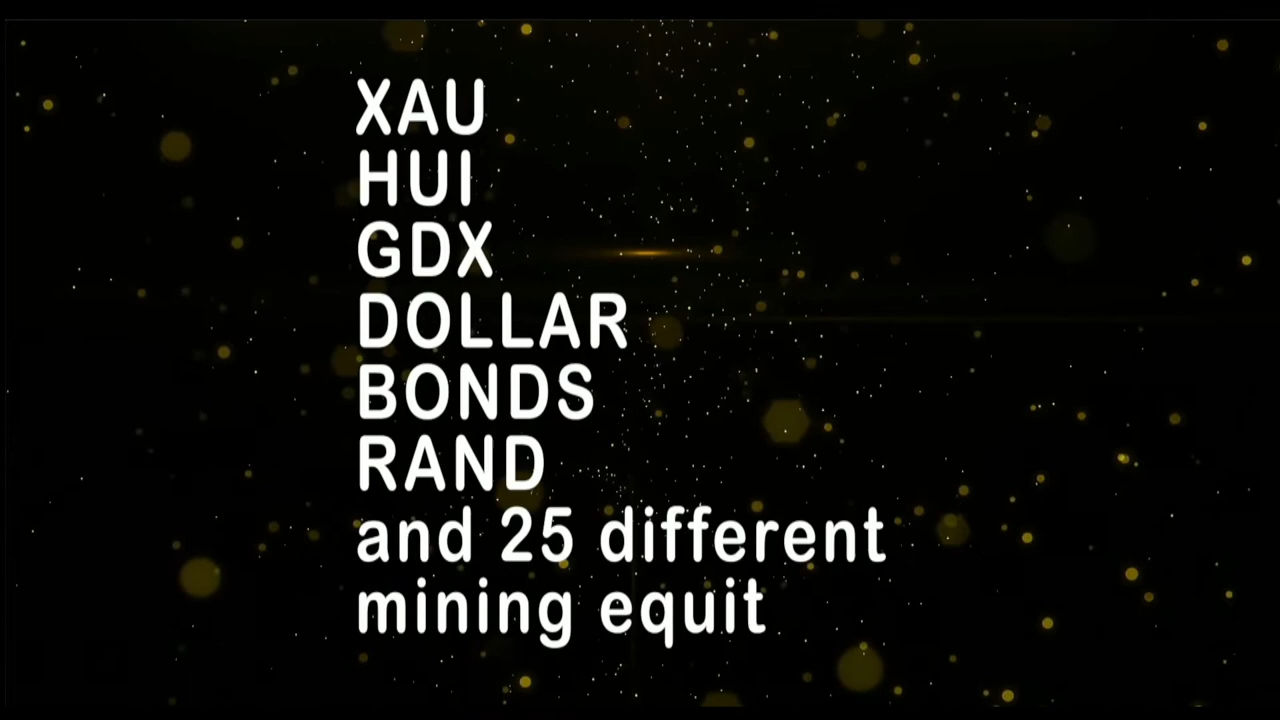 XAU
HUI
GDX
DOLLAR
BONDS
RAND
and 25 different
mining equit